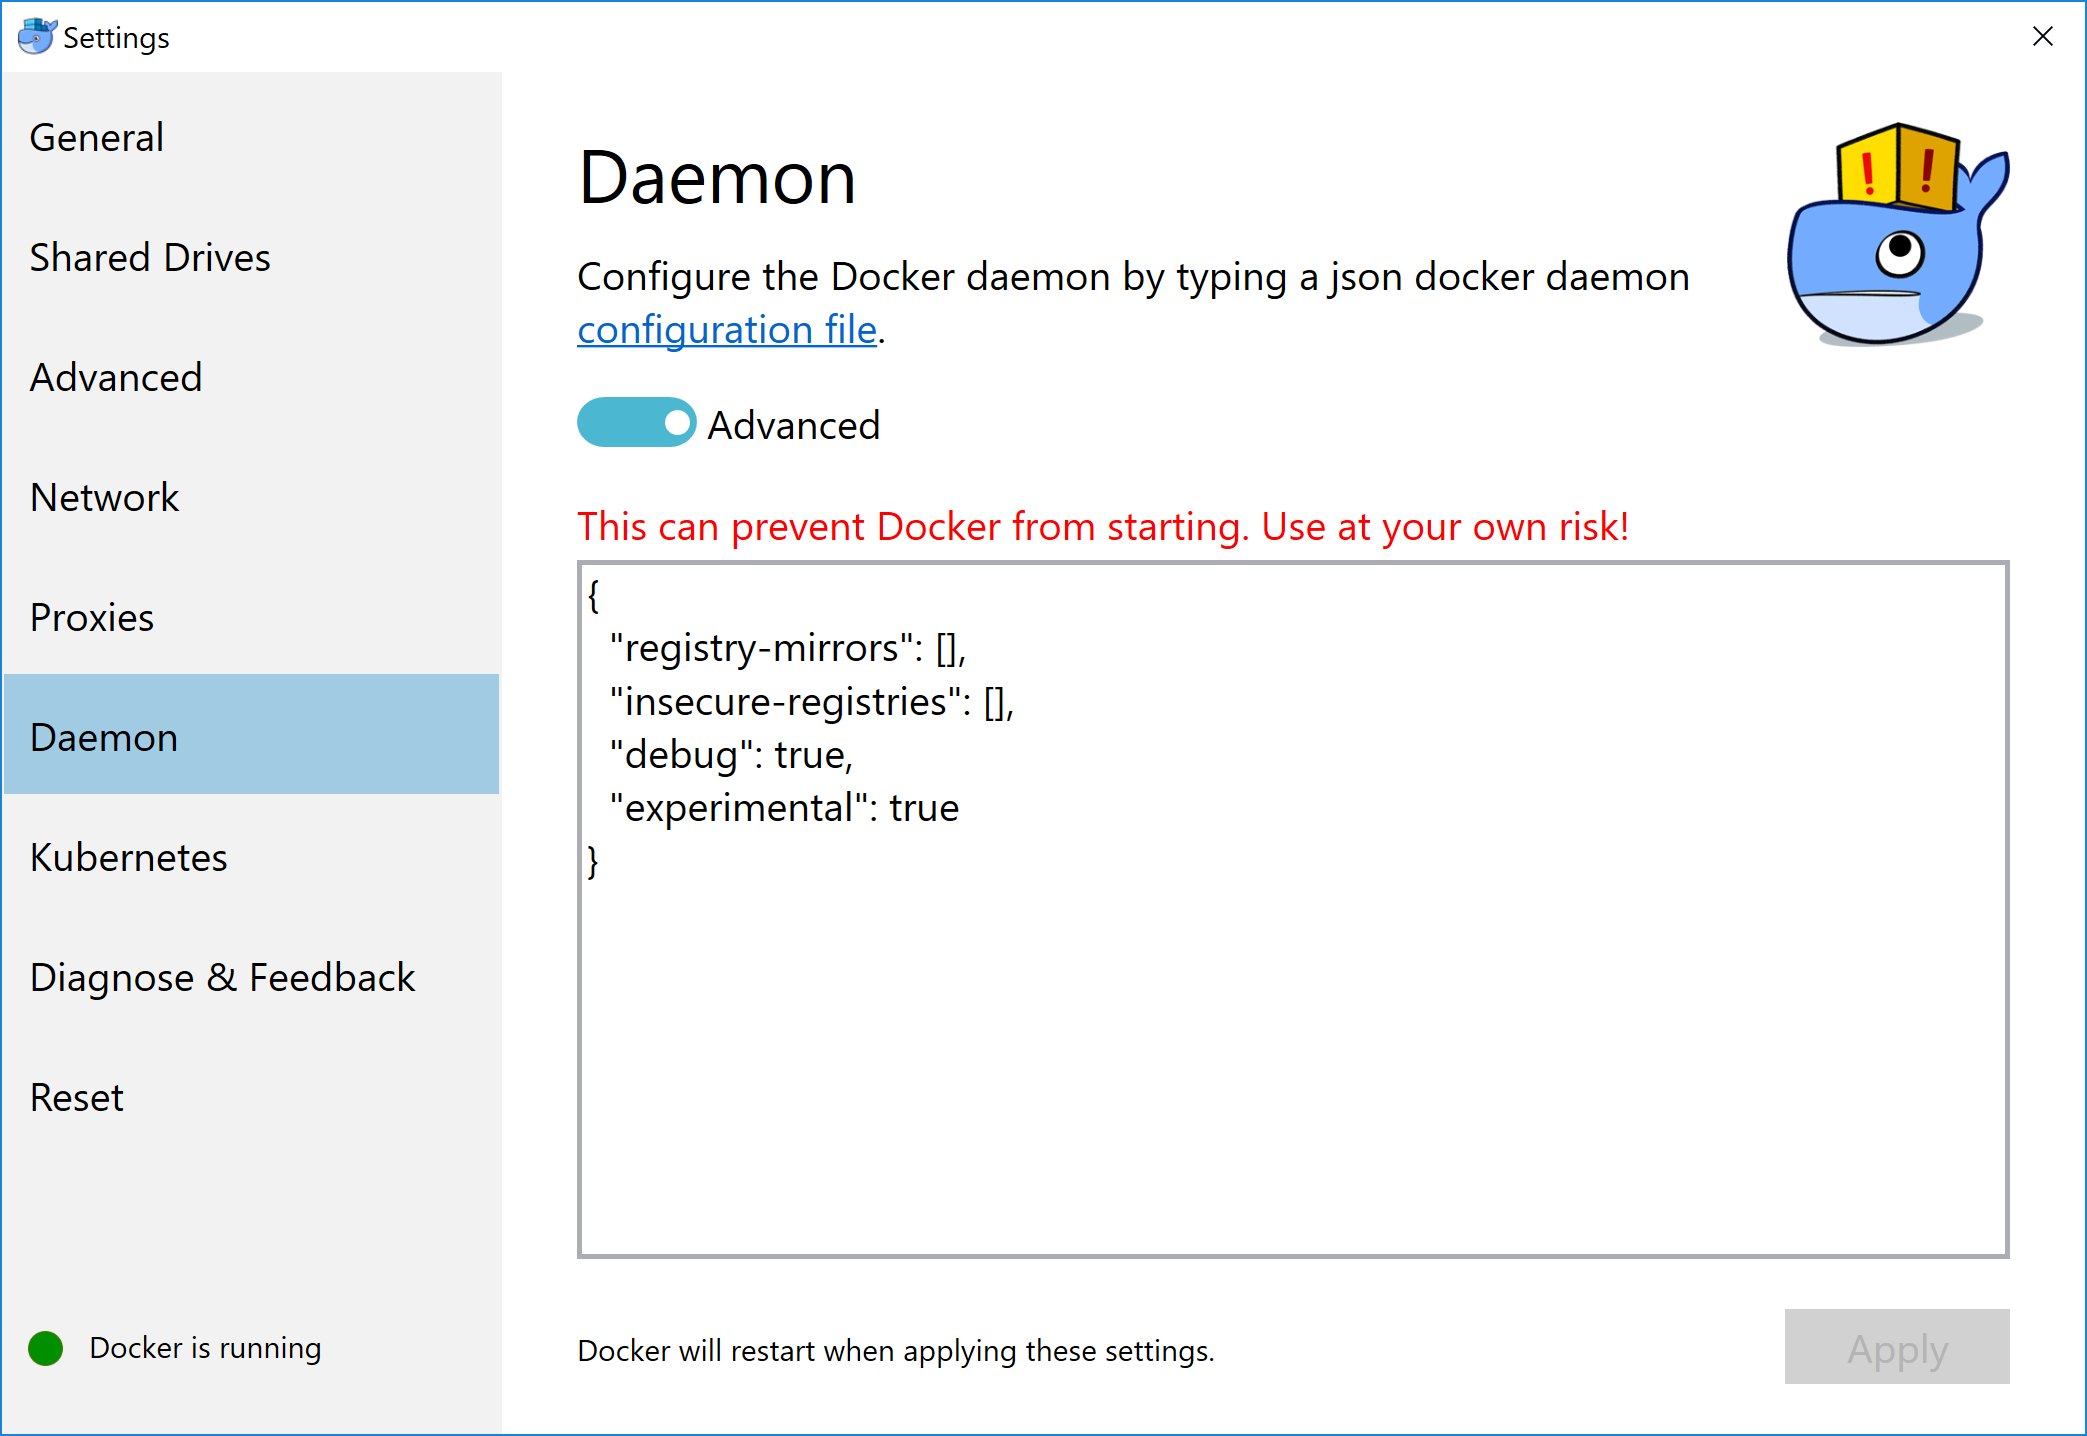 Settings
General
Shared Drives
Advanced
Network
Proxies
Daemon
Kubernetes
Diagnose & Feedback
Reset
Docker is running
Daemon
Configure the Docker daemon by typing a json docker daemon
configuration file.
Advanced
This can prevent Docker from starting. Use at your own risk!
{
"registry-mirrors": [],
"insecure-registries": [],
"debug": true,
"experimental": true
}
Docker will restart when applying these settings.
Apply
! !